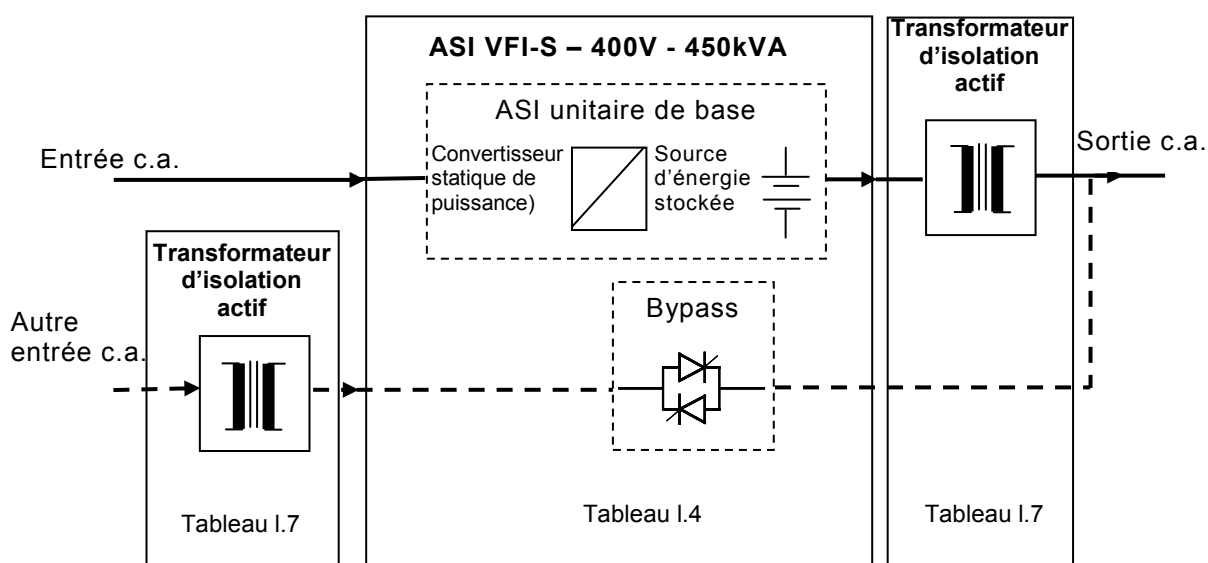 ASI VFI-S – 400V - 450kVA
Transformateur
d'isolation
actif
ASI unitaire de base
Entrée c.a.
Convertisseur
statique de
puissance)
Source
d'énergie
stockée
Sortie c.a.
Transformateur
d'isolation
actif
Autre
entrée c.a.
Bypass
Tableau I.7
Tableau I.4
Tableau I.7